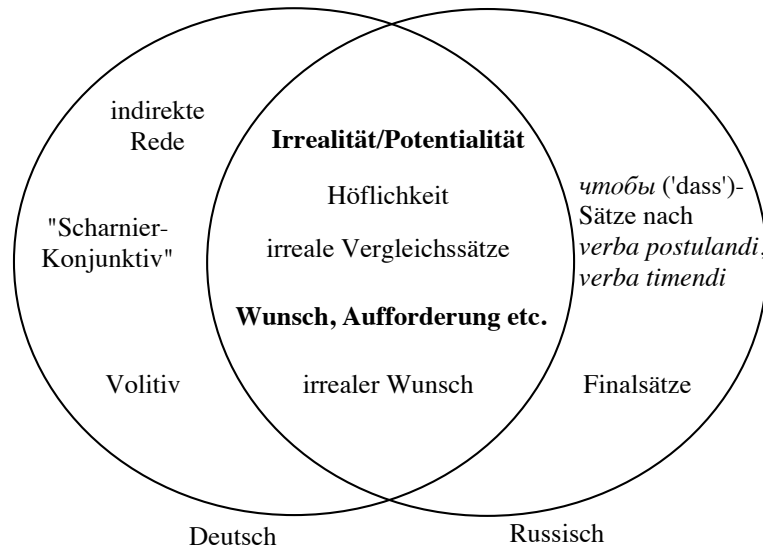 indirekte
Rede
"Scharnier-
Konjunktiv"
Volitiv
Irrealität/Potentialität
Höflichkeit
irreale Vergleichssätze
Wunsch, Aufforderung etc.
irrealer Wunsch
чтобы ('dass')-
Sätze nach
verba postulandi,
verba timendi
Finalsätze
Deutsch
Russisch